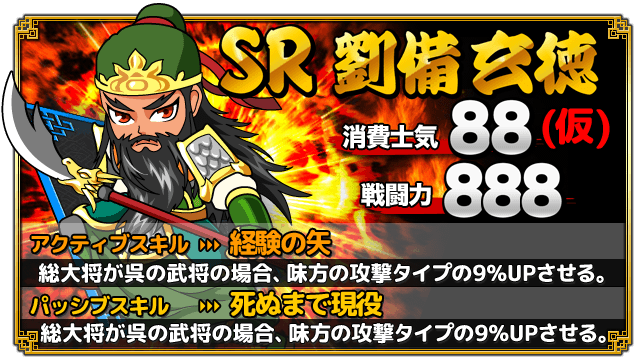 SR 劉備玄徳
消費士気 88(仮)
戦闘力 888
アクティブスキル ››› 経験の矢
総大将が呉の武将の場合、味方の攻撃タイプの9%UPさせる。
パッシブスキル ››› 死ぬまで現役
総大将が呉の武将の場合、味方の攻撃タイプの9%UPさせる。